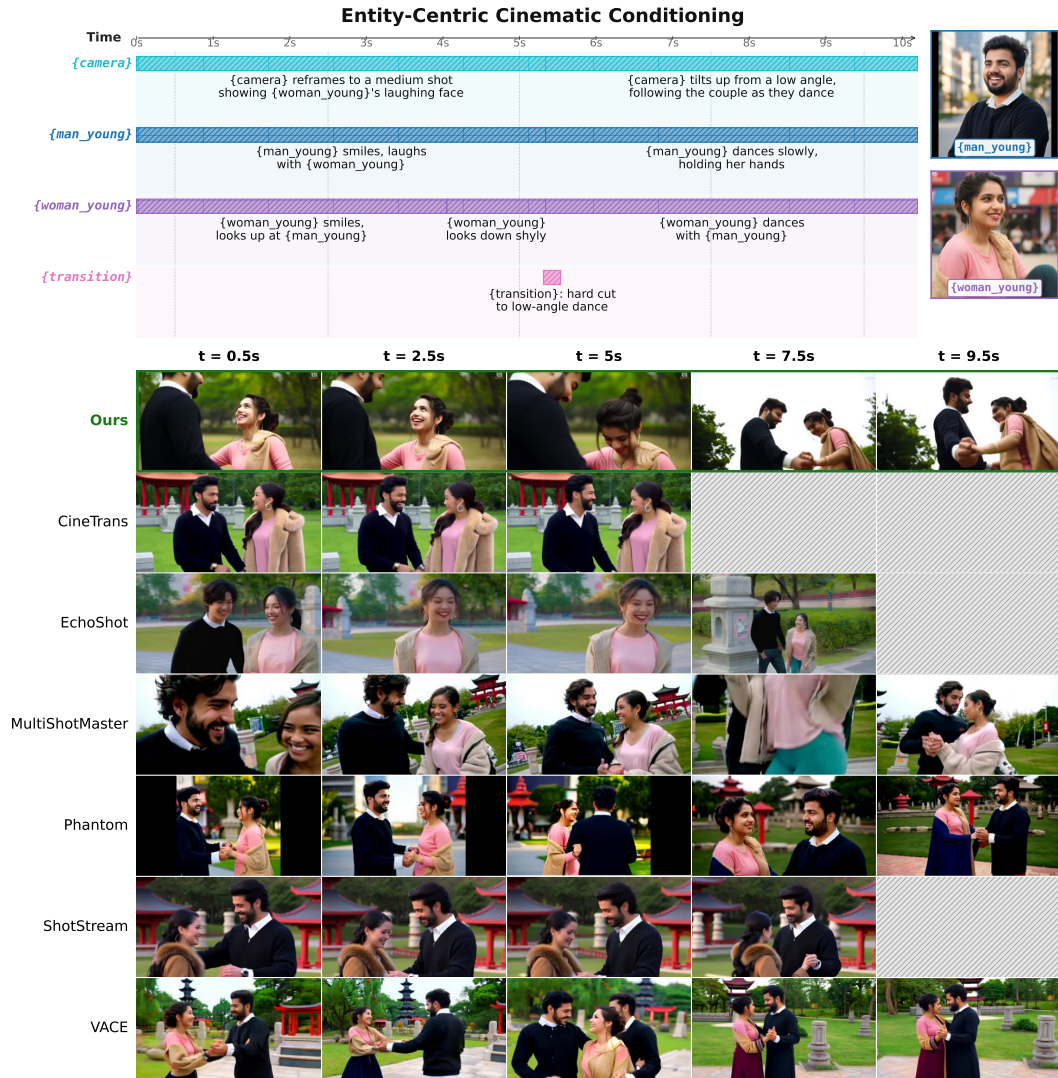 Entity-Centric Cinematic Conditioning
Time
0s 1s 2s 3s 4s 5s 6s 7s 8s 9s 10s
{camera}
{camera} reframes to a medium shot
showing {woman_young}'s laughing face
{camera} tilts up from a low angle,
following the couple as they dance
{man_young}
{man_young} smiles, laughs
with {woman_young}
{man_young} dances slowly,
holding her hands
{woman_young}
{woman_young} smiles,
looks up at {man_young}
{woman_young}
looks down shyly
{woman_young} dances
with {man_young}
{transition}
{transition}: hard cut
to low-angle dance
{man_young}
{woman_young}
t = 0.5s t = 2.5s t = 5s t = 7.5s t = 9.5s
Ours
CineTrans
EchoShot
MultiShotMaster
Phantom
ShotStream
VACE